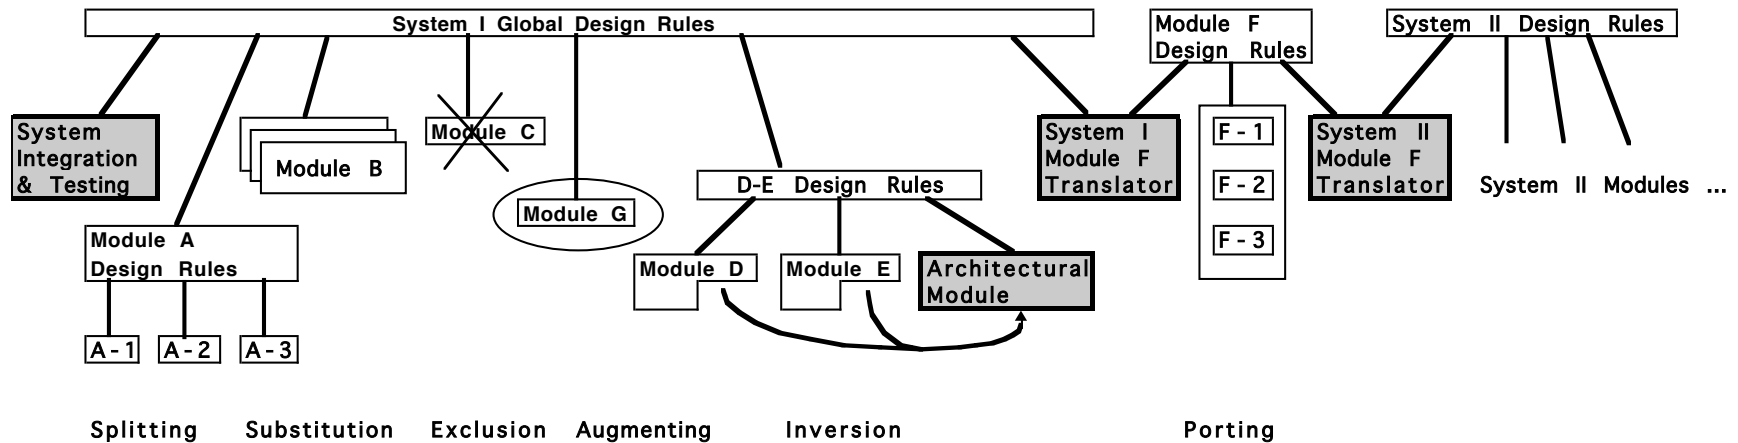 System I Global Design Rules
Module F
Design Rules
System II Design Rules
System
Integration
& Testing
Module B
Module C
Module G
D-E Design Rules
System I
Module F
Translator
F-1
F-2
F-3
System II
Module F
Translator
System II Modules ...
Module A
Design Rules
Module D
Module E
Architectural
Module
A-1
A-2
A-3
Splitting
Substitution
Exclusion
Augmenting
Inversion
Porting